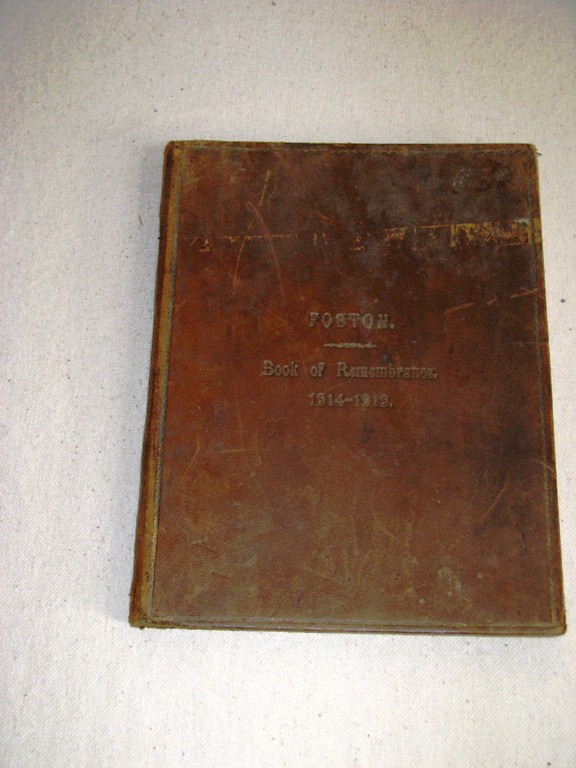 FOSTON.
Book of Remembrance.
1914-1919.